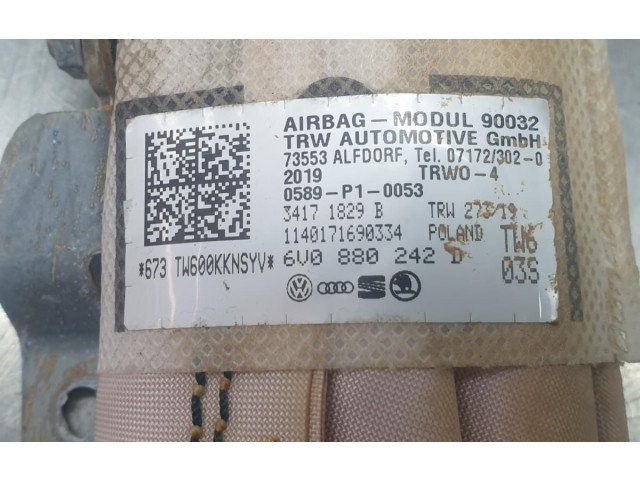 AIRBAG-MODUL 90032
TRW AUTOMOTIVE GmbH
73553 ALFDORF, Tel. 07172/302-0
2019 TRWO-4
0589-P1-0053
3417 1829 B TRW 273/19
1140171690334 POLAND TW6
*673 TW600KKNSYV* 6V0 880 242 D 03S